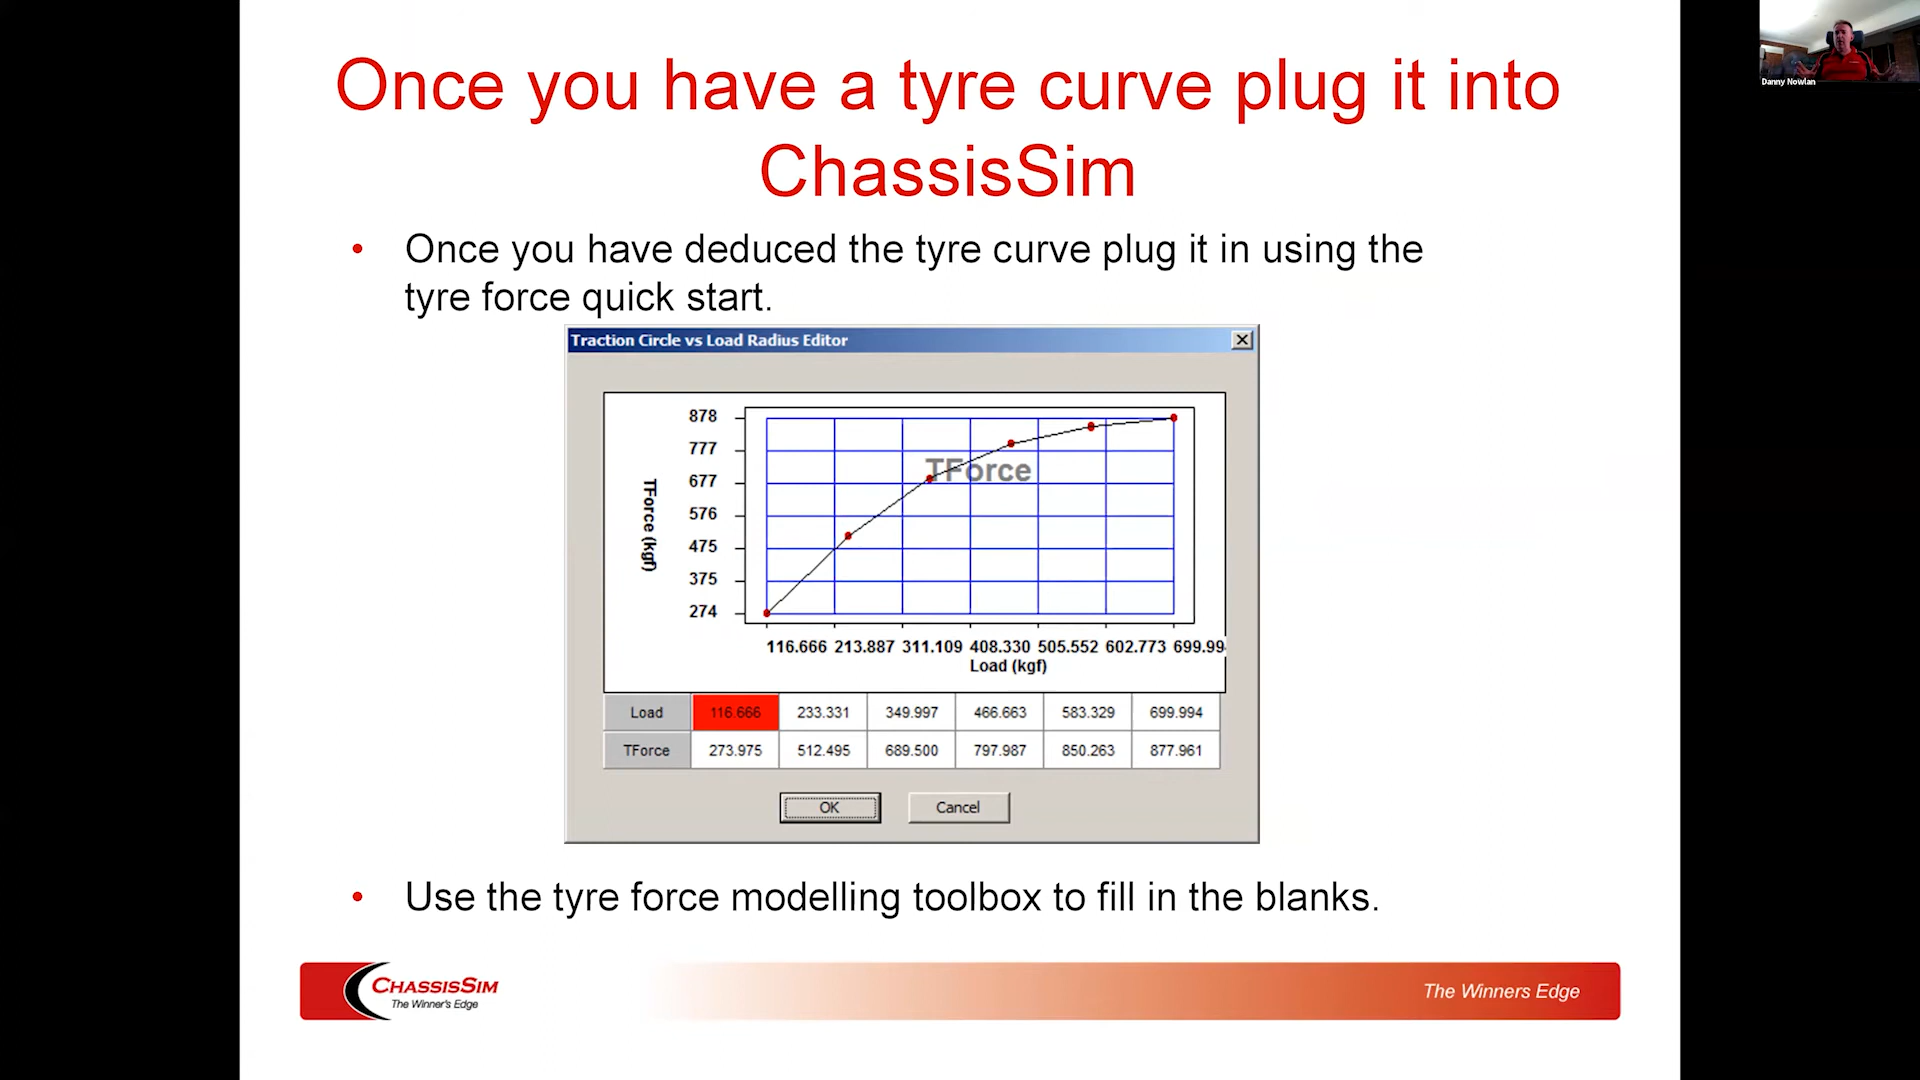 Once you have a tyre curve plug it into
ChassisSim
Danny Nowlan
• Once you have deduced the tyre curve plug it in using the
tyre force quick start.
Traction Circle vs Load Radius Editor
TForce
TForce (kgf)
878
777
677
576
475
375
274
116.666 213.887 311.109 408.330 505.552 602.773 699.99
Load (kgf)
Load 116.666 233.331 349.997 466.663 583.329 699.994
TForce 273.975 512.495 689.500 797.987 850.263 877.961
OK Cancel
• Use the tyre force modelling toolbox to fill in the blanks.
CHASSISSIM
The Winner's Edge
The Winners Edge